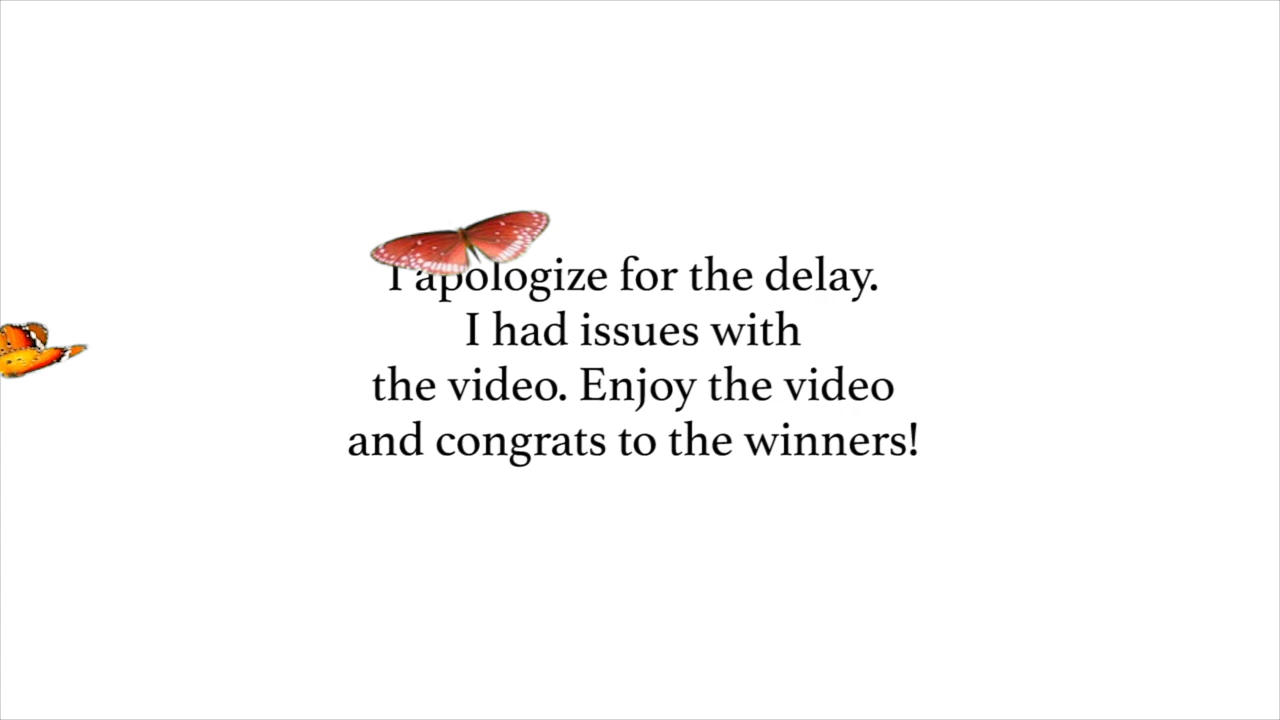 I apologize for the delay.
I had issues with
the video. Enjoy the video
and congrats to the winners!